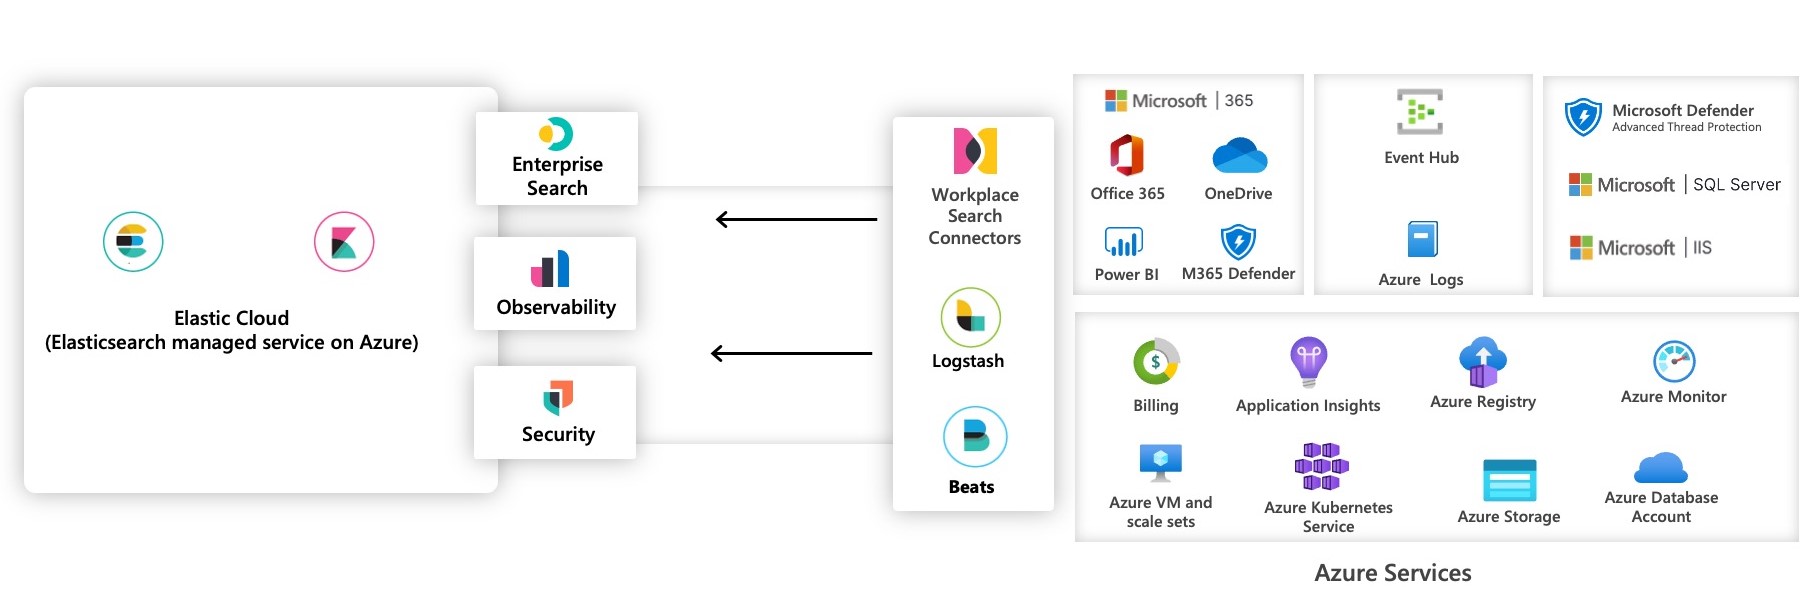 Elastic Cloud
(Elasticsearch managed service on Azure)
Enterprise
Search
Observability
Security
Workplace
Search
Connectors
Logstash
Beats
Microsoft | 365
Office 365
OneDrive
Power BI
M365 Defender
Event Hub
Azure Logs
Microsoft Defender
Advanced Thread Protection
Microsoft | SQL Server
Microsoft | IIS
Billing
Application Insights
Azure Registry
Azure Monitor
Azure VM and
scale sets
Azure Kubernetes
Service
Azure Storage
Azure Database
Account
Azure Services